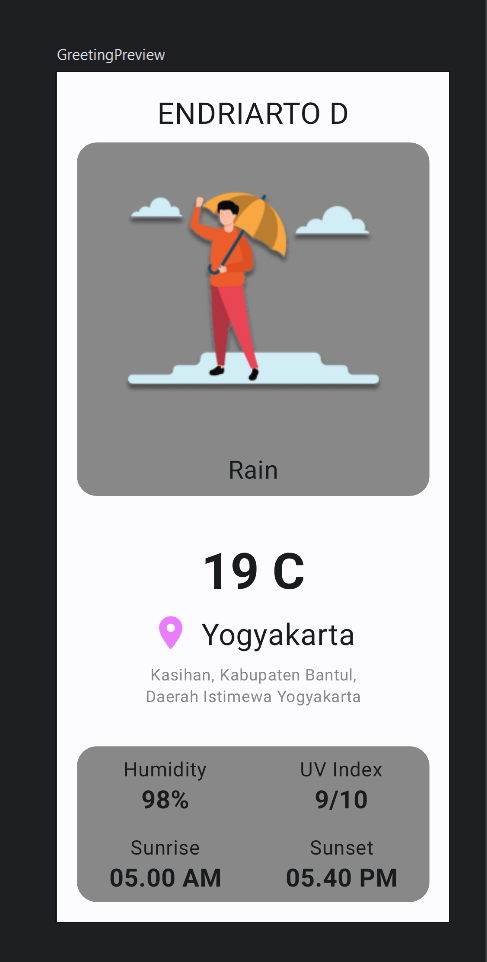 GreetingPreview
ENDRIARTO D
Rain
19 C
Yogyakarta
Kasihan, Kabupaten Bantul,
Daerah Istimewa Yogyakarta
Humidity
98%
UV Index
9/10
Sunrise
05.00 AM
Sunset
05.40 PM